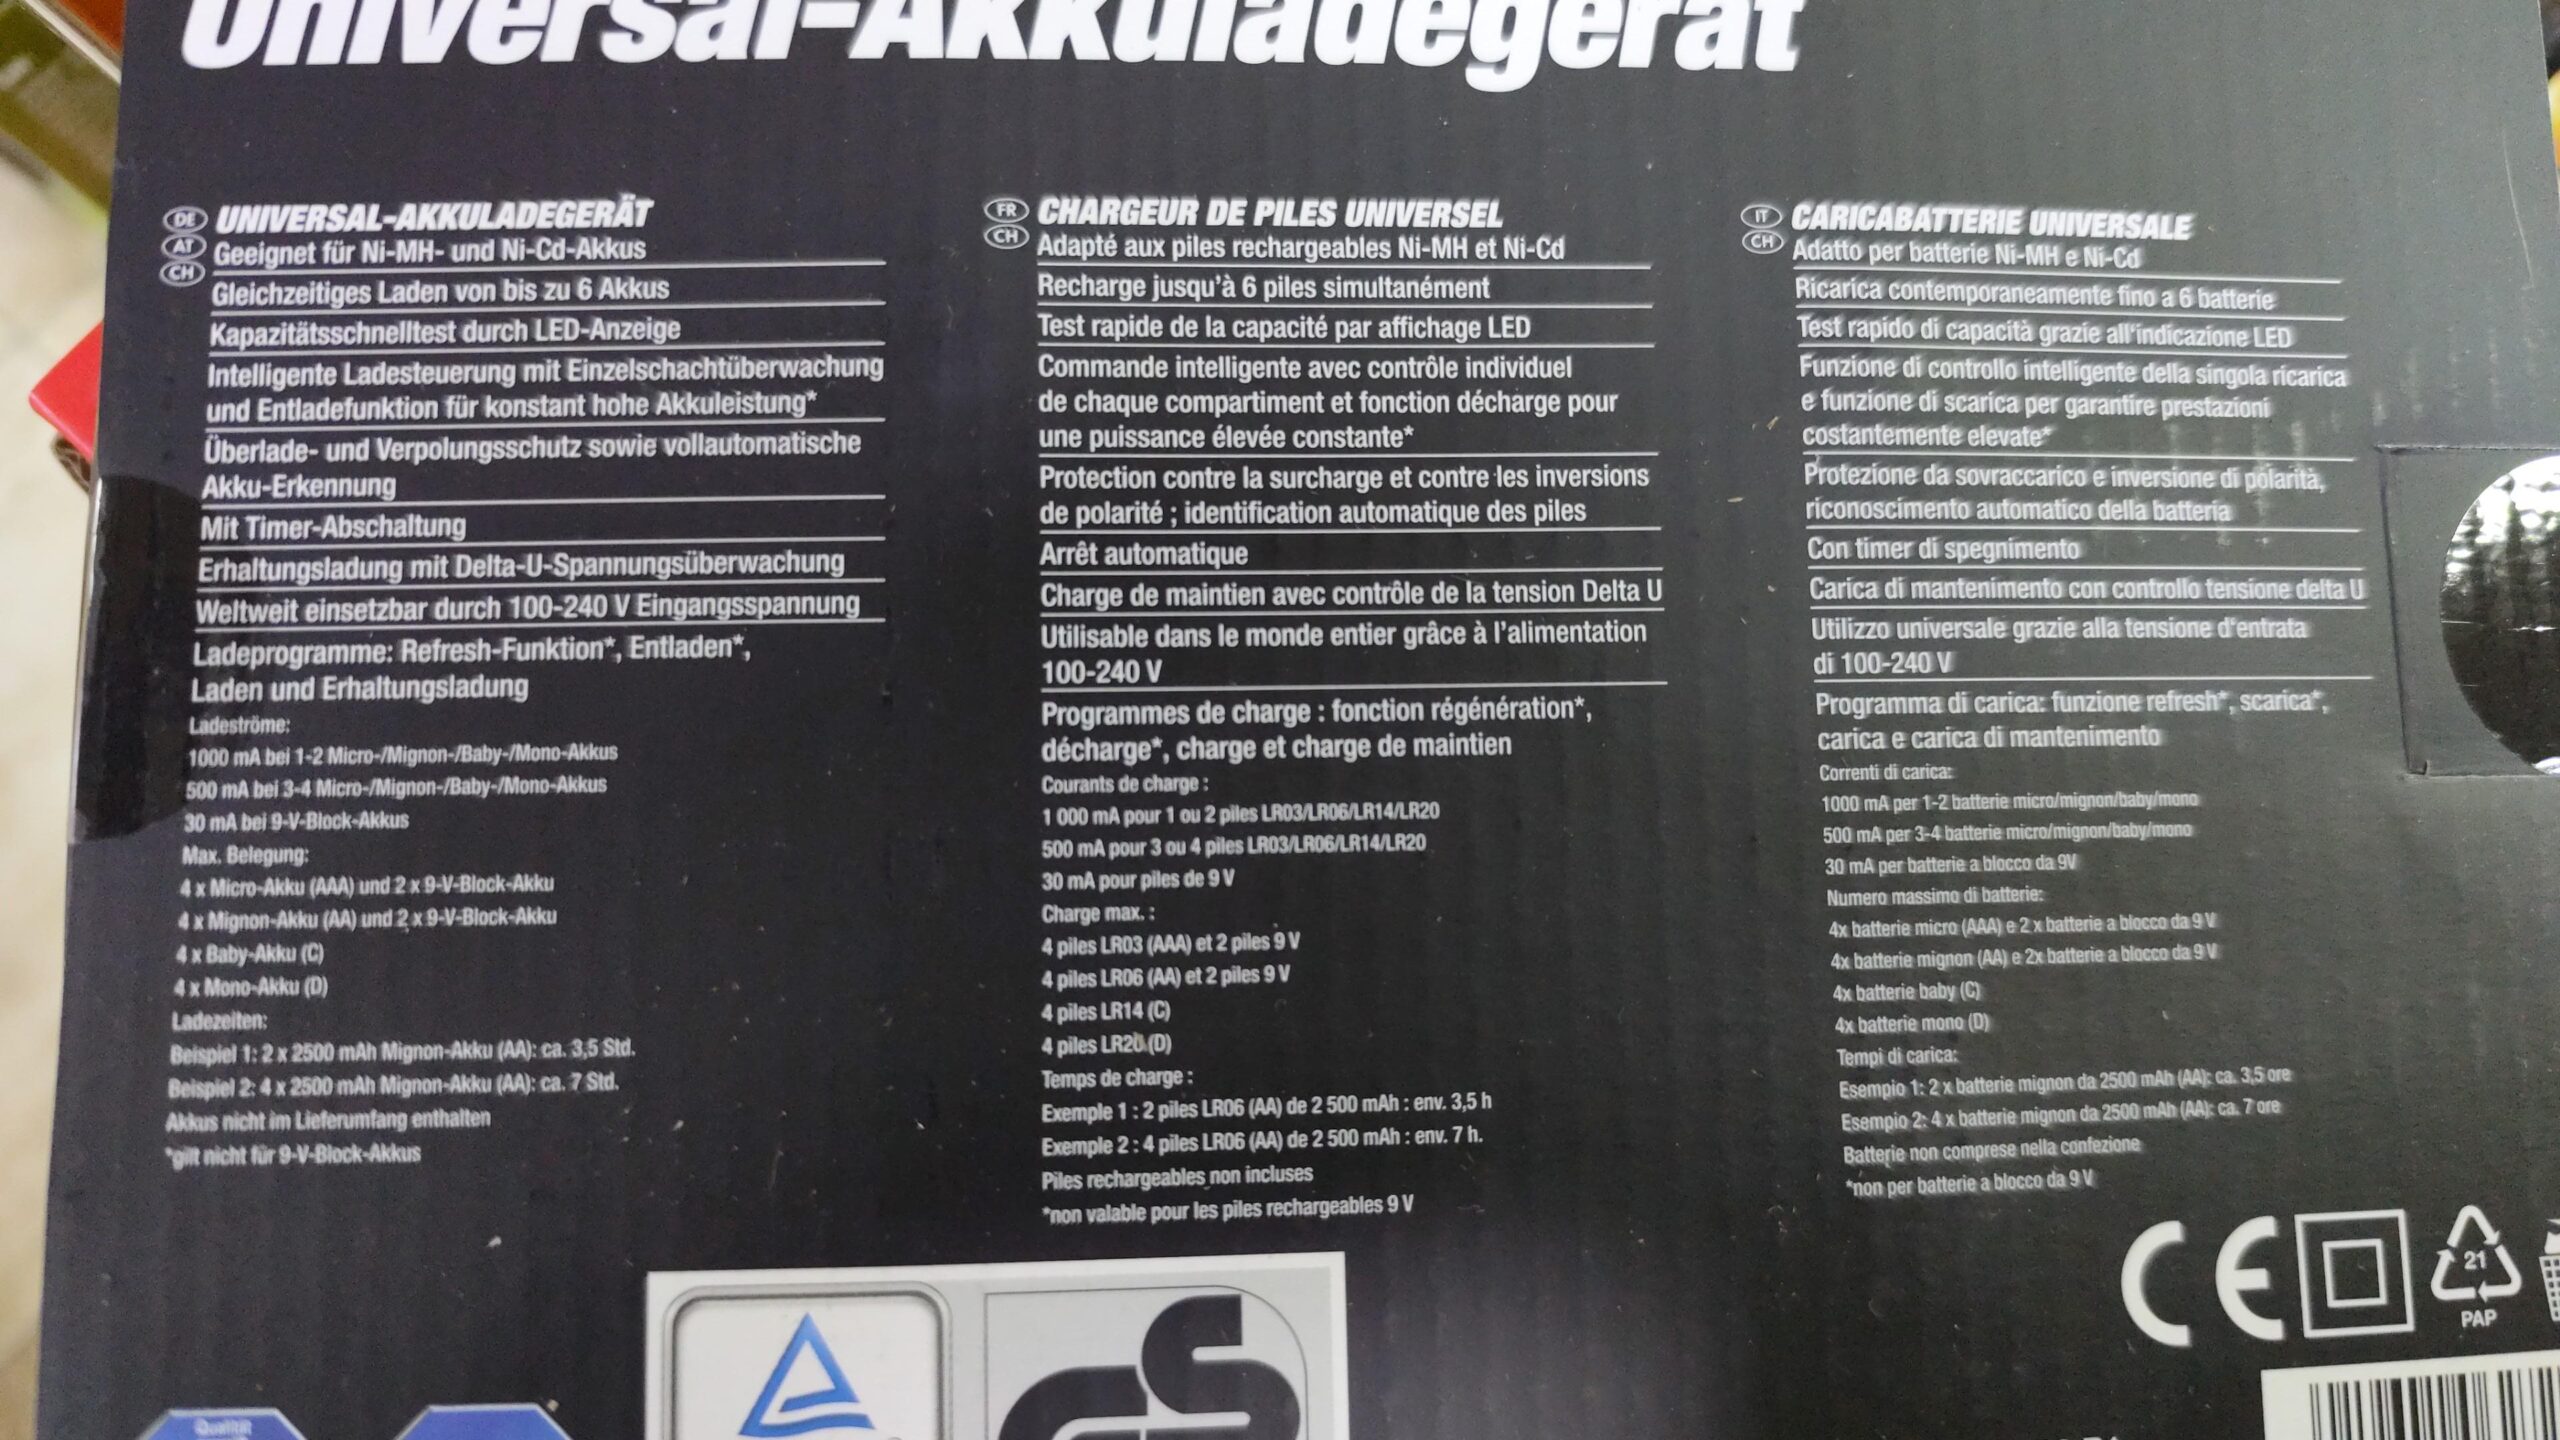 Universal-Akkuladegerät
DE AT CH
UNIVERSAL-AKKULADEGERÄT
Geeignet für Ni-MH- und Ni-Cd-Akkus
Gleichzeitiges Laden von bis zu 6 Akkus
Kapazitätsschnelltest durch LED-Anzeige
Intelligente Ladesteuerung mit Einzelschachtüberwachung
und Entladefunktion für konstant hohe Akkuleistung*
Überlade- und Verpolungsschutz sowie vollautomatische
Akku-Erkennung
Mit Timer-Abschaltung
Erhaltungsladung mit Delta-U-Spannungsüberwachung
Weltweit einsetzbar durch 100-240 V Eingangsspannung
Ladeprogramme: Refresh-Funktion*, Entladen*,
Laden und Erhaltungsladung
Ladeströme:
1000 mA bei 1-2 Micro-/Mignon-/Baby-/Mono-Akkus
500 mA bei 3-4 Micro-/Mignon-/Baby-/Mono-Akkus
30 mA bei 9-V-Block-Akkus
Max. Belegung:
4 x Micro-Akku (AAA) und 2 x 9-V-Block-Akku
4 x Mignon-Akku (AA) und 2 x 9-V-Block-Akku
4 x Baby-Akku (C)
4 x Mono-Akku (D)
Ladezeiten:
Beispiel 1: 2 x 2500 mAh Mignon-Akku (AA): ca. 3,5 Std.
Beispiel 2: 4 x 2500 mAh Mignon-Akku (AA): ca. 7 Std.
Akkus nicht im Lieferumfang enthalten
*gilt nicht für 9-V-Block-Akkus
FR CH
CHARGEUR DE PILES UNIVERSEL
Adapté aux piles rechargeables Ni-MH et Ni-Cd
Recharge jusqu'à 6 piles simultanément
Test rapide de la capacité par affichage LED
Commande intelligente avec contrôle individuel
de chaque compartiment et fonction décharge pour
une puissance élevée constante*
Protection contre la surcharge et contre les inversions
de polarité ; identification automatique des piles
Arrêt automatique
Charge de maintien avec contrôle de la tension Delta U
Utilisable dans le monde entier grâce à l'alimentation
100-240 V
Programmes de charge : fonction régénération*,
décharge*, charge et charge de maintien
Courants de charge :
1 000 mA pour 1 ou 2 piles LR03/LR06/LR14/LR20
500 mA pour 3 ou 4 piles LR03/LR06/LR14/LR20
30 mA pour piles de 9 V
Charge max. :
4 piles LR03 (AAA) et 2 piles 9 V
4 piles LR06 (AA) et 2 piles 9 V
4 piles LR14 (C)
4 piles LR20 (D)
Temps de charge :
Exemple 1 : 2 piles LR06 (AA) de 2 500 mAh : env. 3,5 h
Exemple 2 : 4 piles LR06 (AA) de 2 500 mAh : env. 7 h.
Piles rechargeables non incluses
*non valable pour les piles rechargeables 9 V
IT CH
CARICABATTERIE UNIVERSALE
Adatto per batterie Ni-MH e Ni-Cd
Ricarica contemporaneamente fino a 6 batterie
Test rapido di capacità grazie all'indicazione LED
Funzione di controllo intelligente della singola ricarica
e funzione di scarica per garantire prestazioni
costantemente elevate*
Protezione da sovraccarico e inversione di polarità,
riconoscimento automatico della batteria
Con timer di spegnimento
Carica di mantenimento con controllo tensione delta U
Utilizzo universale grazie alla tensione d'entrata
di 100-240 V
Programma di carica: funzione refresh*, scarica*,
carica e carica di mantenimento
Correnti di carica:
1000 mA per 1-2 batterie micro/mignon/baby/mono
500 mA per 3-4 batterie micro/mignon/baby/mono
30 mA per batterie a blocco da 9V
Numero massimo di batterie:
4x batterie micro (AAA) e 2 x batterie a blocco da 9 V
4x batterie mignon (AA) e 2x batterie a blocco da 9 V
4x batterie baby (C)
4x batterie mono (D)
Tempi di carica:
Esempio 1: 2 x batterie mignon da 2500 mAh (AA): ca. 3,5 ore
Esempio 2: 4 x batterie mignon da 2500 mAh (AA): ca. 7 ore
Batterie non comprese nella confezione
*non per batterie a blocco da 9 V
CE
21
PAP
GS
Qualität